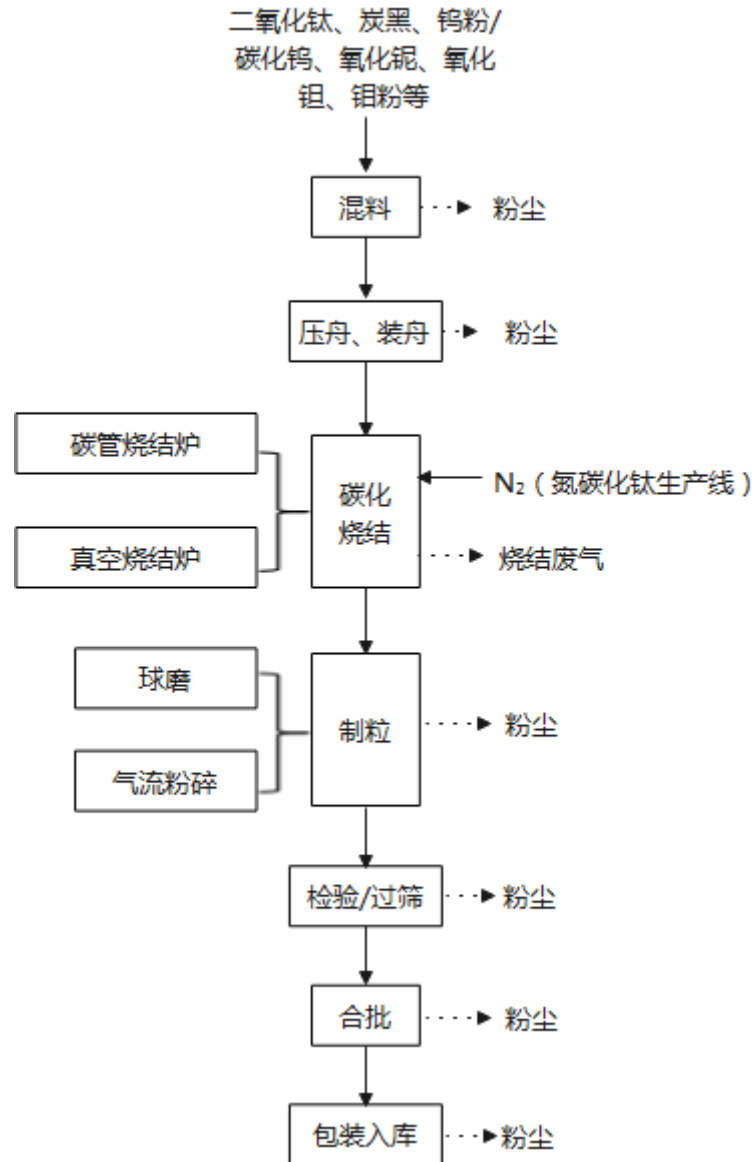 二氧化钛、炭黑、钨粉/
碳化钨、氧化铌、氧化
钽、钼粉等
混料
粉尘
压舟、装舟
粉尘
碳管烧结炉
真空烧结炉
碳化
烧结
N₂（氮碳化钛生产线）
烧结废气
球磨
气流粉碎
制粒
粉尘
检验/过筛
粉尘
合批
粉尘
包装入库
粉尘